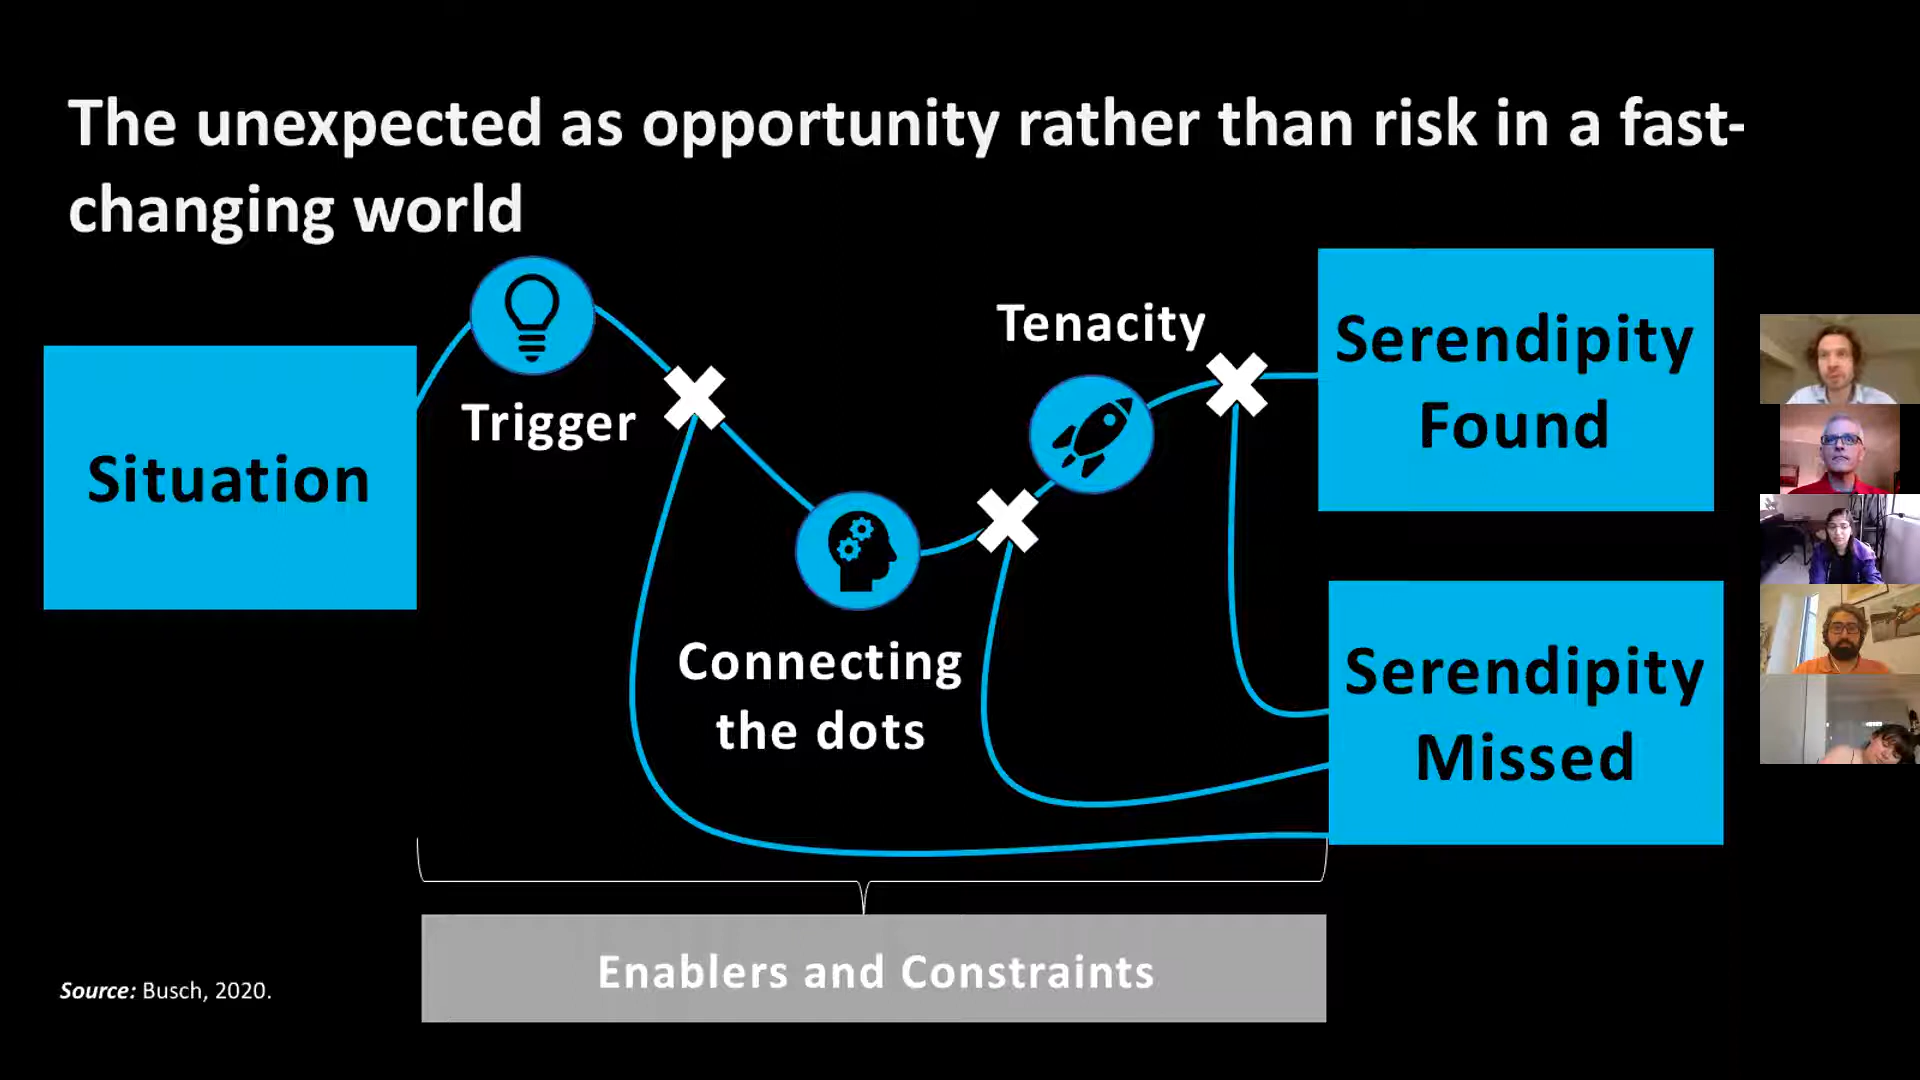 The unexpected as opportunity rather than risk in a fast-
changing world
Situation
Trigger
Connecting
the dots
Tenacity
Serendipity
Found
Serendipity
Missed
Enablers and Constraints
Source: Busch, 2020.